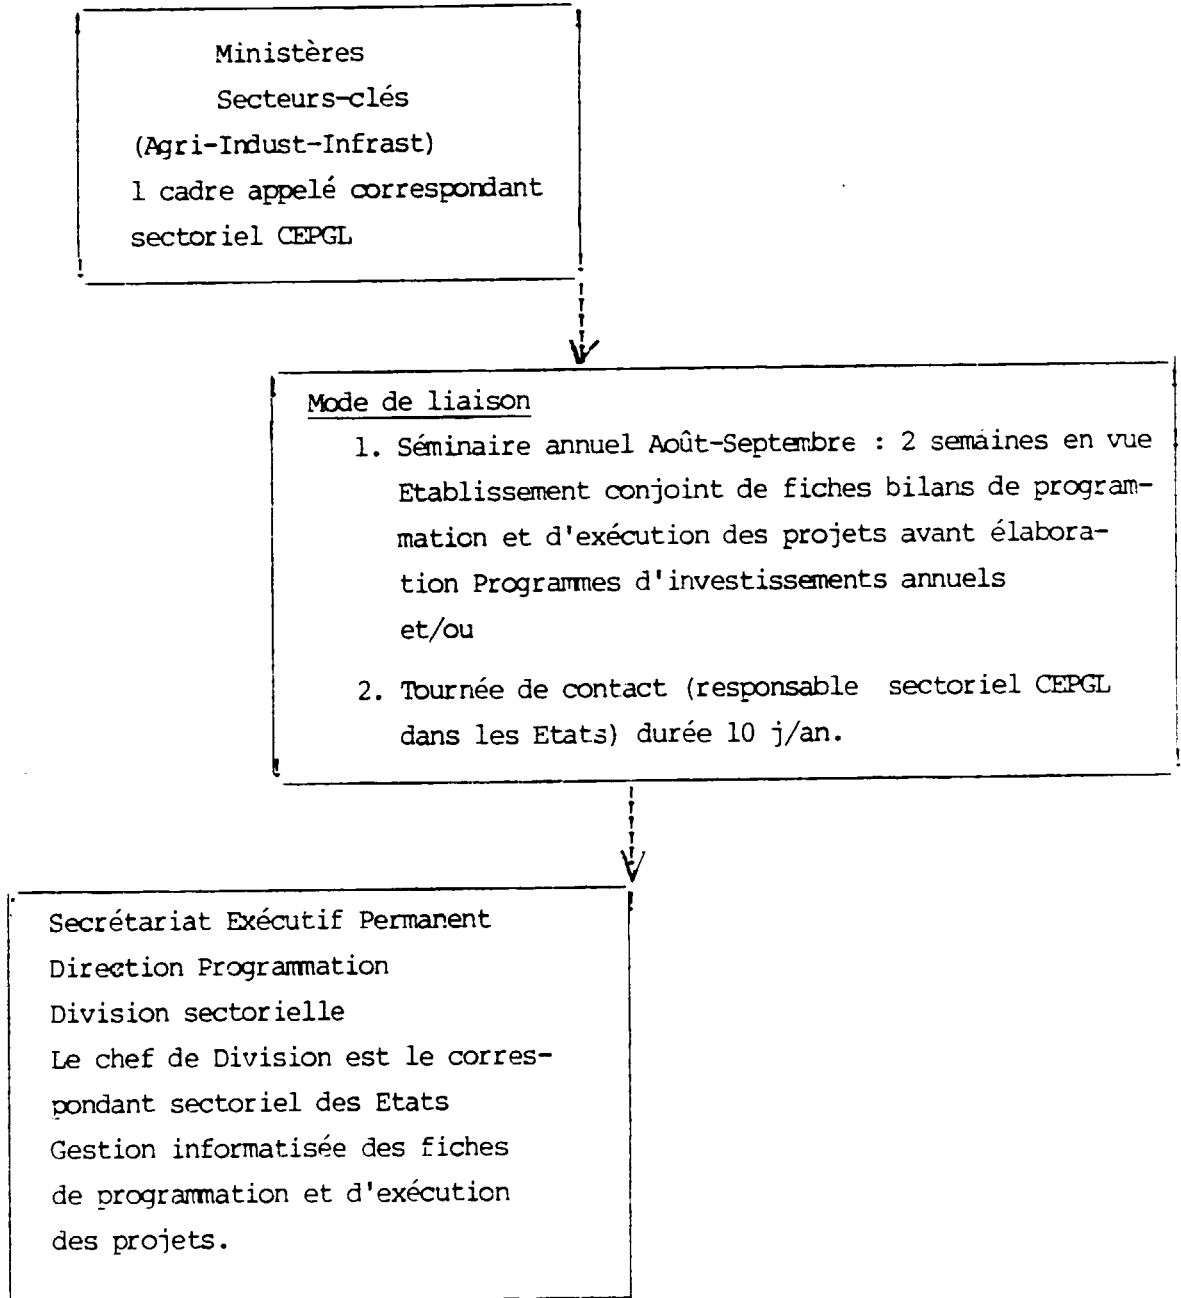 Ministères
Secteurs-clés
(Agri-Indust-Infrast)
1 cadre appelé correspondant
sectoriel CEPGL
Mode de liaison
1. Séminaire annuel Août-Septembre : 2 semaines en vue
Etablissement conjoint de fiches bilans de program-
mation et d'exécution des projets avant élabora-
tion Programmes d'investissements annuels
et/ou
2. Tournée de contact (responsable sectoriel CEPGL
dans les Etats) durée 10 j/an.
Secrétariat Exécutif Permanent
Direction Programmation
Division sectorielle
Le chef de Division est le corres-
pondant sectoriel des Etats
Gestion informatisée des fiches
de programmation et d'exécution
des projets.